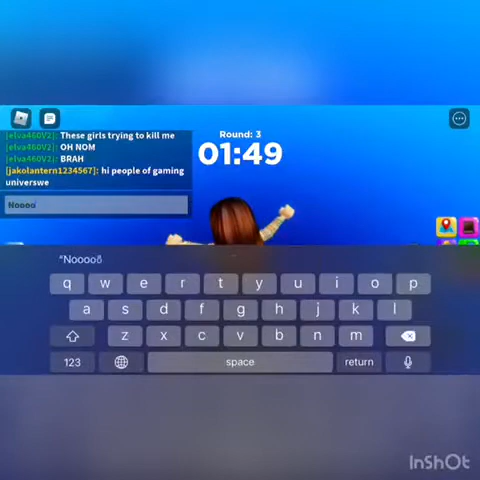 [elva460V2]: These girls trying to kill me
[elva460V2]: OH NOM
[elva460V2]: BRAH
[jakolantern1234567]: hi people of gaming
universwe
Round: 3
01:49
Noooo
“Noooo8
q w e r t y u i o p
a s d f g h j k l
z x c v b n m
123 space return
InShOt